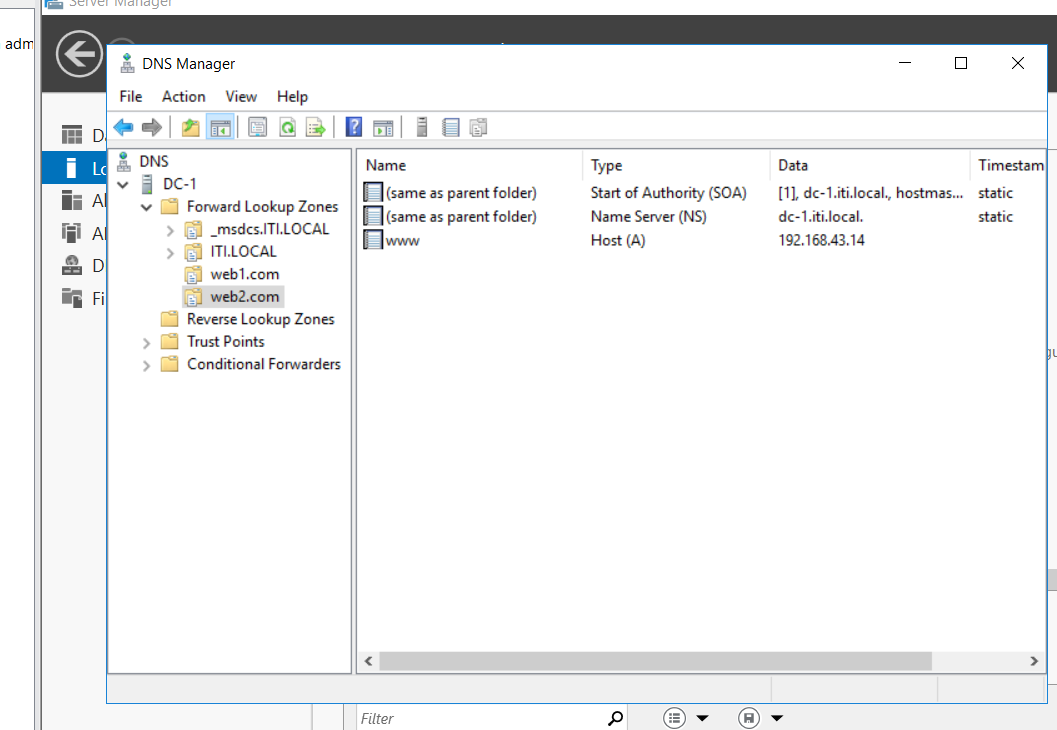 Server Manager
adm
DNS Manager
File Action View Help
DNS
DC-1
Forward Lookup Zones
_msdcs.ITI.LOCAL
ITI.LOCAL
web1.com
web2.com
Reverse Lookup Zones
Trust Points
Conditional Forwarders
Name Type Data Timestam
(same as parent folder) Start of Authority (SOA) [1], dc-1.iti.local., hostmas... static
(same as parent folder) Name Server (NS) dc-1.iti.local. static
www Host (A) 192.168.43.14
Lo
Al
Al
Fi
Filter